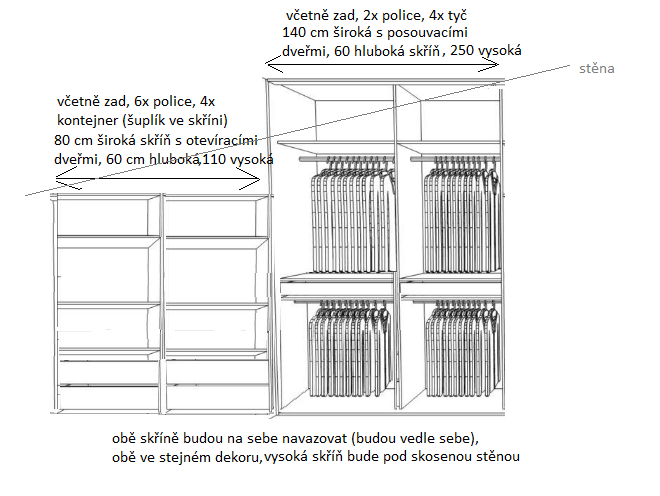 včetně zad, 2x police, 4x tyč
140 cm široká s posouvacími
dveřmi, 60 hluboká skříň, 250 vysoká
stěna
včetně zad, 6x police, 4x
kontejner (šuplík ve skříni)
80 cm široká skříň s otevíracími
dveřmi, 60 cm hluboká,110 vysoká
obě skříně budou na sebe navazovat (budou vedle sebe),
obě ve stejném dekoru,vysoká skříň bude pod skosenou stěnou